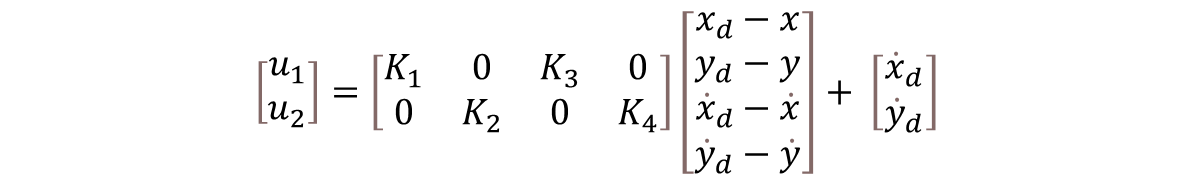 [u₁ u₂] = [K₁ 0 K₃ 0; 0 K₂ 0 K₄] [x_d − x; y_d − y; ẋ_d − ẋ; ẏ_d − ẏ] + [ẋ_d; ẏ_d]